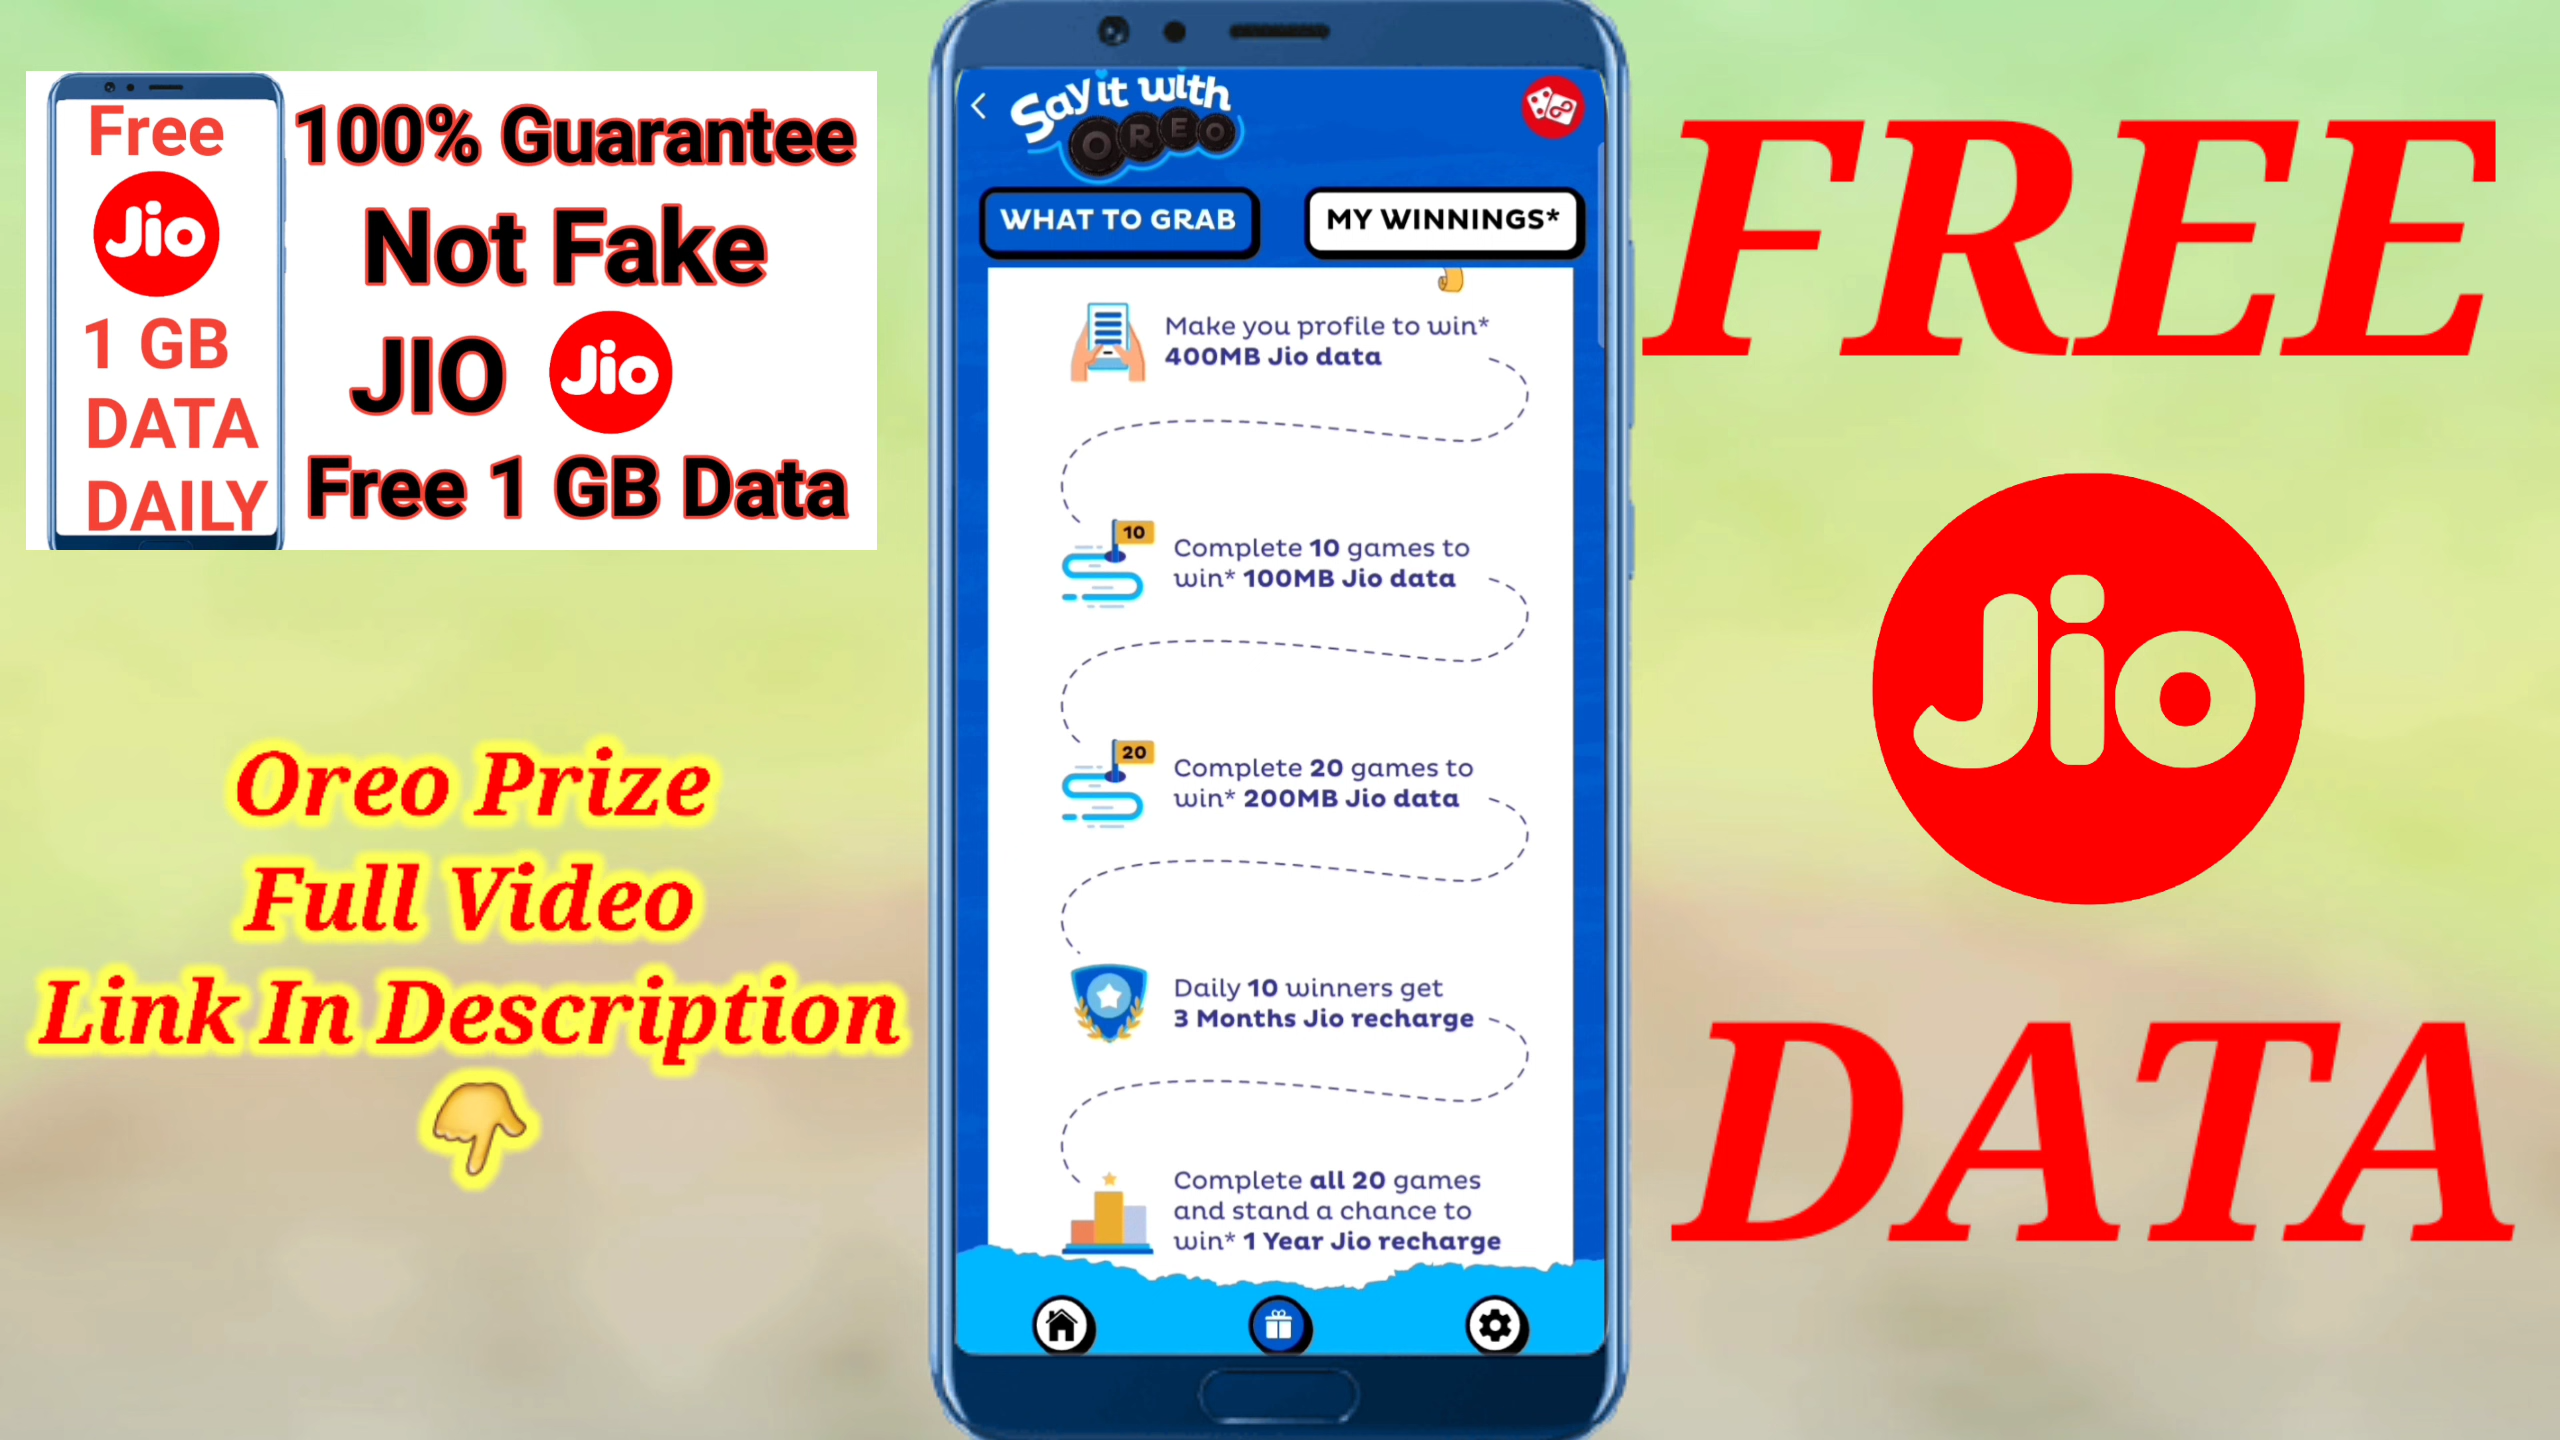 Free
Jio
1 GB
DATA
DAILY
100% Guarantee
Not Fake
JIO Jio
Free 1 GB Data
Oreo Prize
Full Video
Link In Description
Say it with
OREO
WHAT TO GRAB
MY WINNINGS*
Make you profile to win*
400MB Jio data
10
Complete 10 games to
win* 100MB Jio data
20
Complete 20 games to
win* 200MB Jio data
Daily 10 winners get
3 Months Jio recharge
Complete all 20 games
and stand a chance to
win* 1 Year Jio recharge
FREE
Jio
DATA